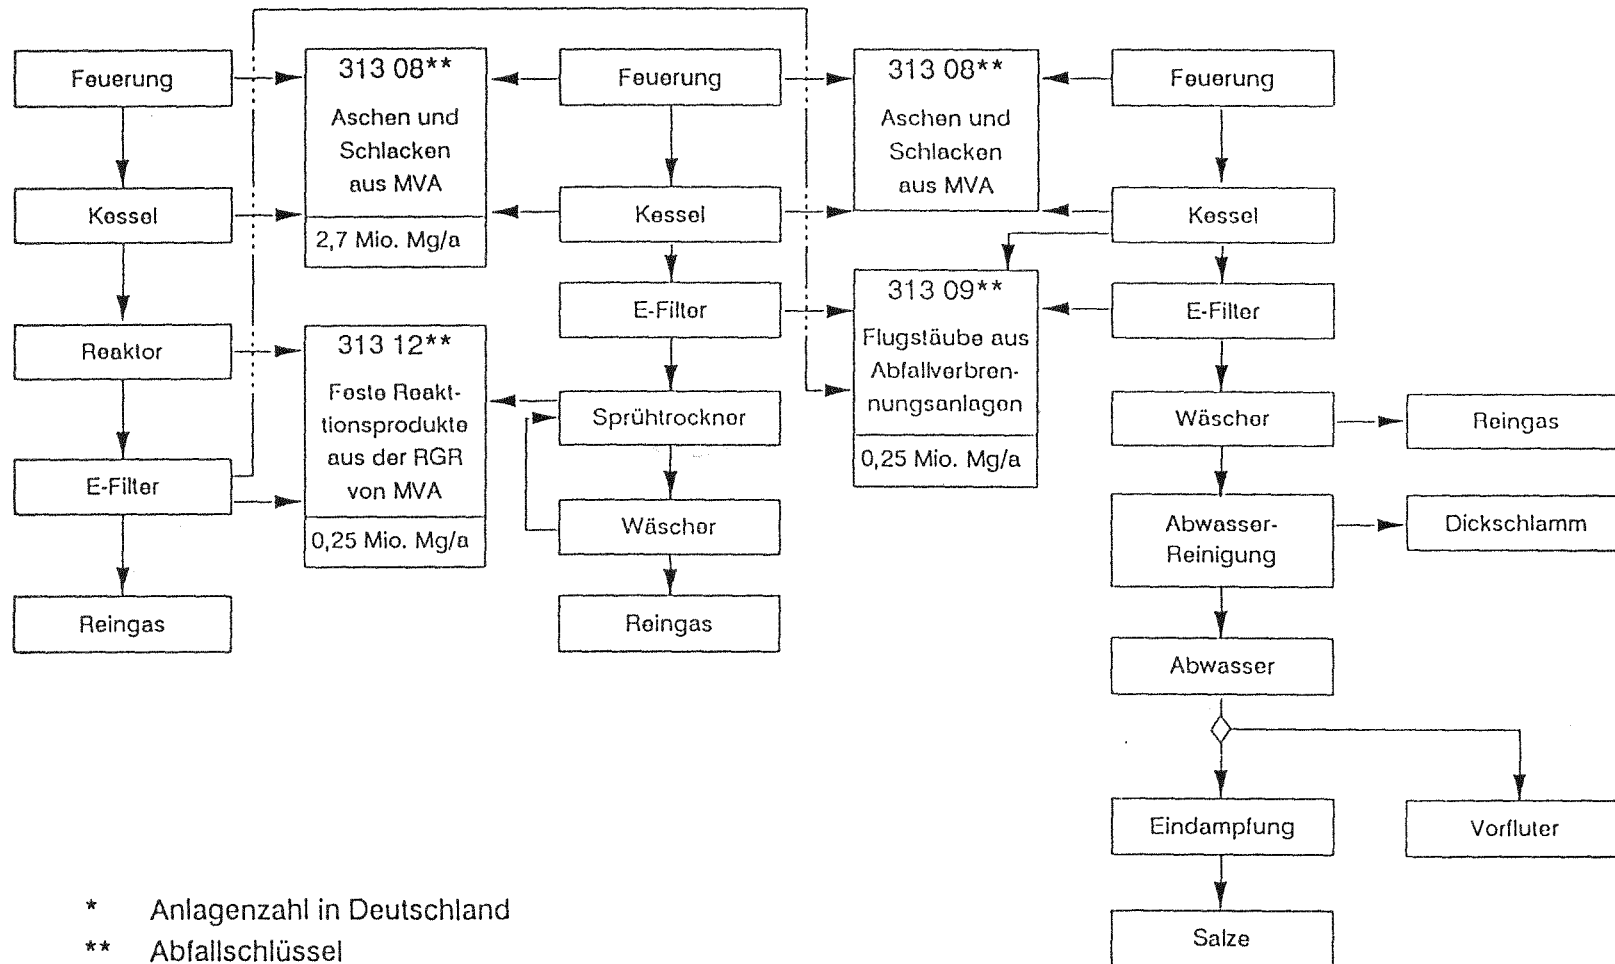 Feuerung
Kessel
Reaktor
E-Filter
Reingas
313 08**
Aschen und
Schlacken
aus MVA
2,7 Mio. Mg/a
313 12**
Feste Reakt-
tionsprodukte
aus der RGR
von MVA
0,25 Mio. Mg/a
Feuerung
Kessel
E-Filter
Sprühtrockner
Wäscher
Reingas
313 08**
Aschen und
Schlacken
aus MVA
313 09**
Flugstäube aus
Abfallverbren-
nungsanlagen
0,25 Mio. Mg/a
Feuerung
Kessel
E-Filter
Wäscher
Reingas
Abwasser-
Reinigung
Dickschlamm
Abwasser
Eindampfung
Vorfluter
Salze
* Anlagenzahl in Deutschland
** Abfallschlüssel